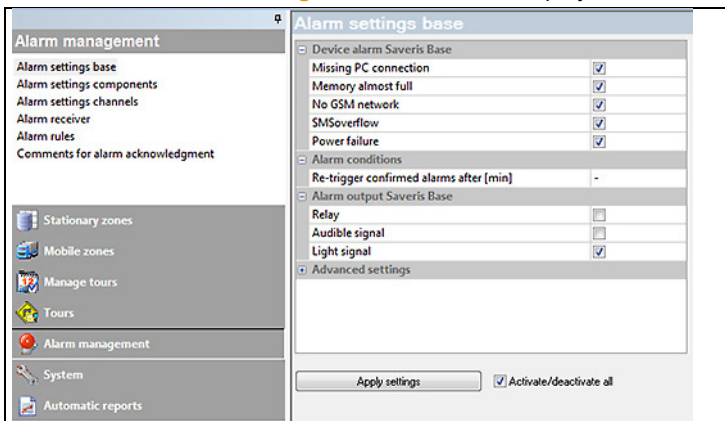 Alarm management
Alarm settings base
Alarm settings components
Alarm settings channels
Alarm receiver
Alarm rules
Comments for alarm acknowledgment
Stationary zones
Mobile zones
Manage tours
Tours
Alarm management
System
Automatic reports
Alarm settings base
Device alarm Saveris Base
Missing PC connection
Memory almost full
No GSM network
SMSoverflow
Power failure
Alarm conditions
Re-trigger confirmed alarms after [min] -
Alarm output Saveris Base
Relay
Audible signal
Light signal
Advanced settings
Apply settings Activate/deactivate all